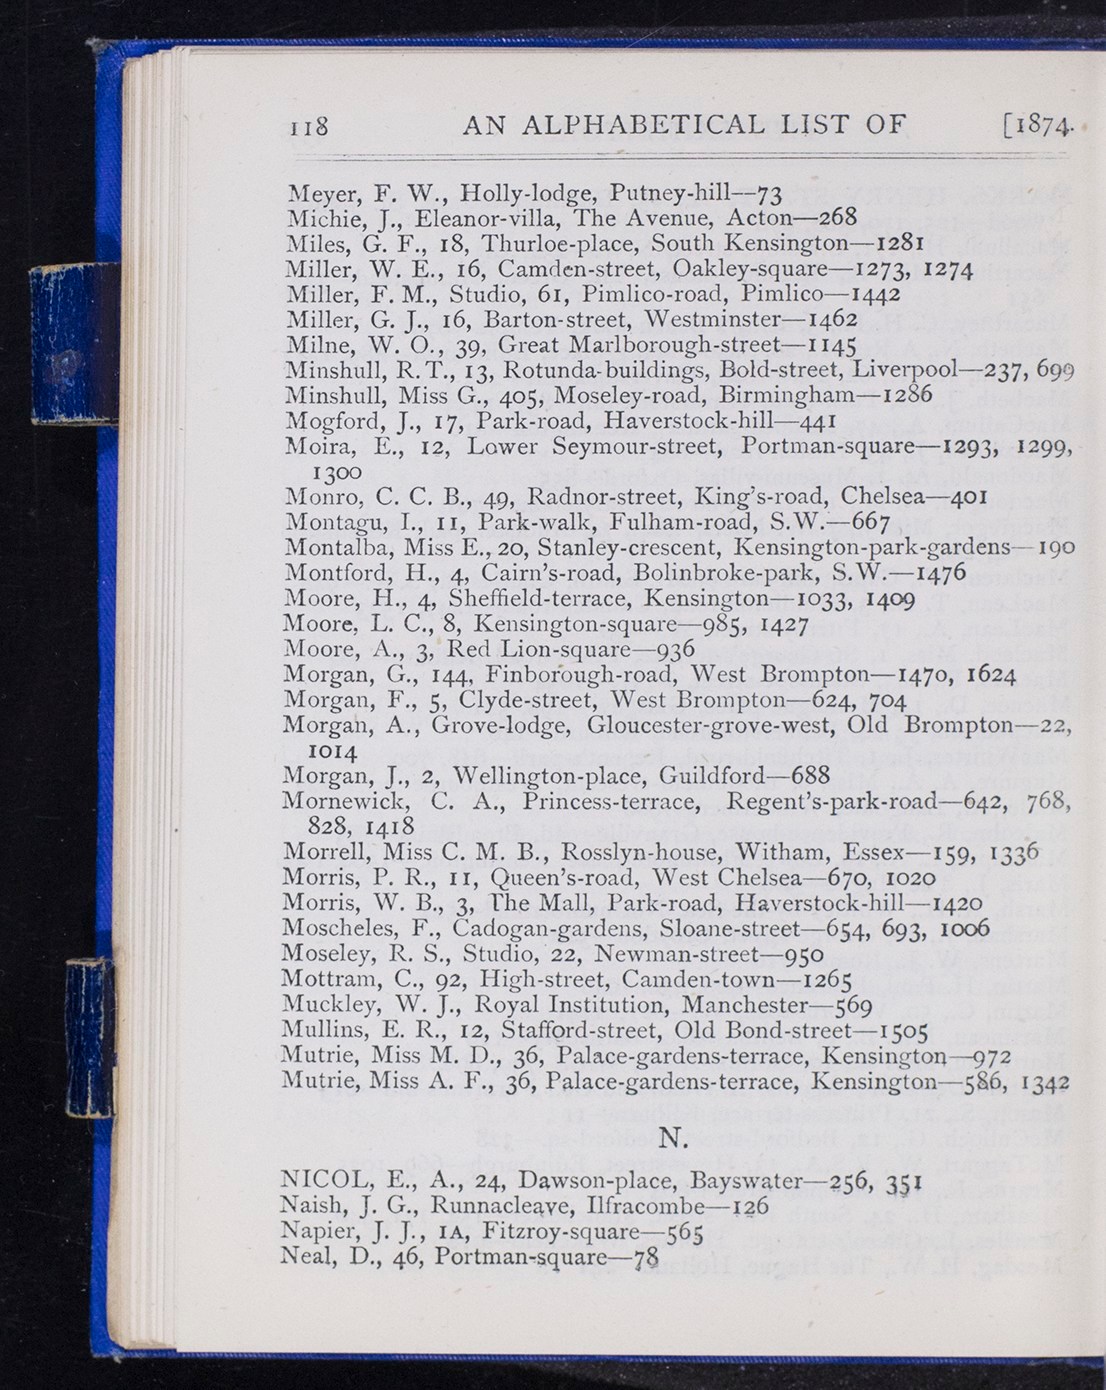 118 AN ALPHABETICAL LIST OF [1874.
Meyer, F. W., Holly-lodge, Putney-hill—73
Michie, J., Eleanor-villa, The Avenue, Acton—268
Miles, G. F., 18, Thurloe-place, South Kensington—1281
Miller, W. E., 16, Camden-street, Oakley-square—1273, 1274
Miller, F. M., Studio, 61, Pimlico-road, Pimlico—1442
Miller, G. J., 16, Barton-street, Westminster—1462
Milne, W. O., 39, Great Marlborough-street—1145
Minshull, R. T., 13, Rotunda-buildings, Bold-street, Liverpool—237, 699
Minshull, Miss G., 405, Moseley-road, Birmingham—1286
Mogford, J., 17, Park-road, Haverstock-hill—441
Moira, E., 12, Lower Seymour-street, Portman-square—1293, 1299,
1300
Monro, C. C. B., 49, Radnor-street, King's-road, Chelsea—401
Montagu, I., 11, Park-walk, Fulham-road, S.W.—667
Montalba, Miss E., 20, Stanley-crescent, Kensington-park-gardens—190
Montford, H., 4, Cairn's-road, Bolinbroke-park, S.W.—1476
Moore, H., 4, Sheffield-terrace, Kensington—1033, 1409
Moore, L. C., 8, Kensington-square—985, 1427
Moore, A., 3, Red Lion-square—936
Morgan, G., 144, Finborough-road, West Brompton—1470, 1624
Morgan, F., 5, Clyde-street, West Brompton—624, 704
Morgan, A., Grove-lodge, Gloucester-grove-west, Old Brompton—22,
1014
Morgan, J., 2, Wellington-place, Guildford—688
Mornewick, C. A., Princess-terrace, Regent's-park-road—642, 768,
828, 1418
Morrell, Miss C. M. B., Rosslyn-house, Witham, Essex—159, 1336
Morris, P. R., 11, Queen's-road, West Chelsea—670, 1020
Morris, W. B., 3, The Mall, Park-road, Haverstock-hill—1420
Moscheles, F., Cadogan-gardens, Sloane-street—654, 693, 1006
Moseley, R. S., Studio, 22, Newman-street—950
Mottram, C., 92, High-street, Camden-town—1265
Muckley, W. J., Royal Institution, Manchester—569
Mullins, E. R., 12, Stafford-street, Old Bond-street—1505
Mutrie, Miss M. D., 36, Palace-gardens-terrace, Kensington—972
Mutrie, Miss A. F., 36, Palace-gardens-terrace, Kensington—586, 1342
N.
NICOL, E., A., 24, Dawson-place, Bayswater—256, 351
Naish, J. G., Runnacleave, Ilfracombe—126
Napier, J. J., 1A, Fitzroy-square—565
Neal, D., 46, Portman-square—78